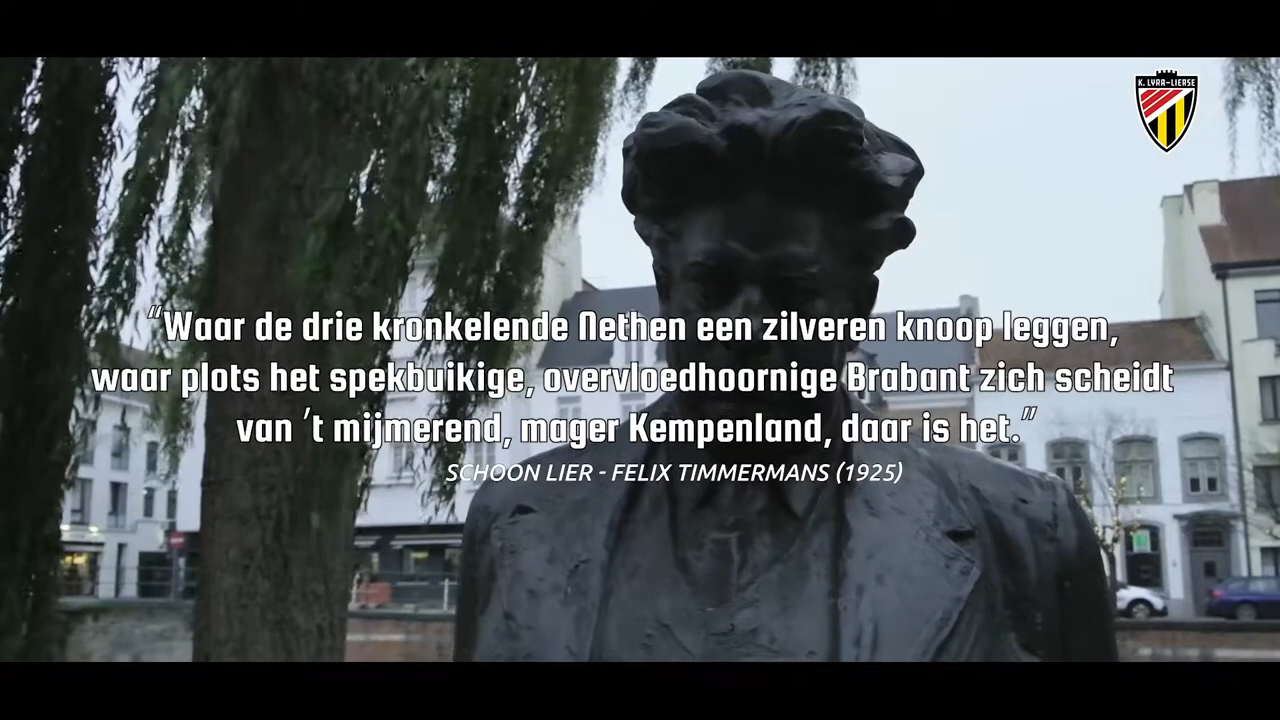 K. LYRA-LIERSE
“Waar de drie kronkelende Nethen een zilveren knoop leggen,
waar plots het spekbuikige, overvloedhoornige Brabant zich scheidt
van ’t mijmerend, mager Kempenland, daar is het.”
SCHOON LIER - FELIX TIMMERMANS (1925)